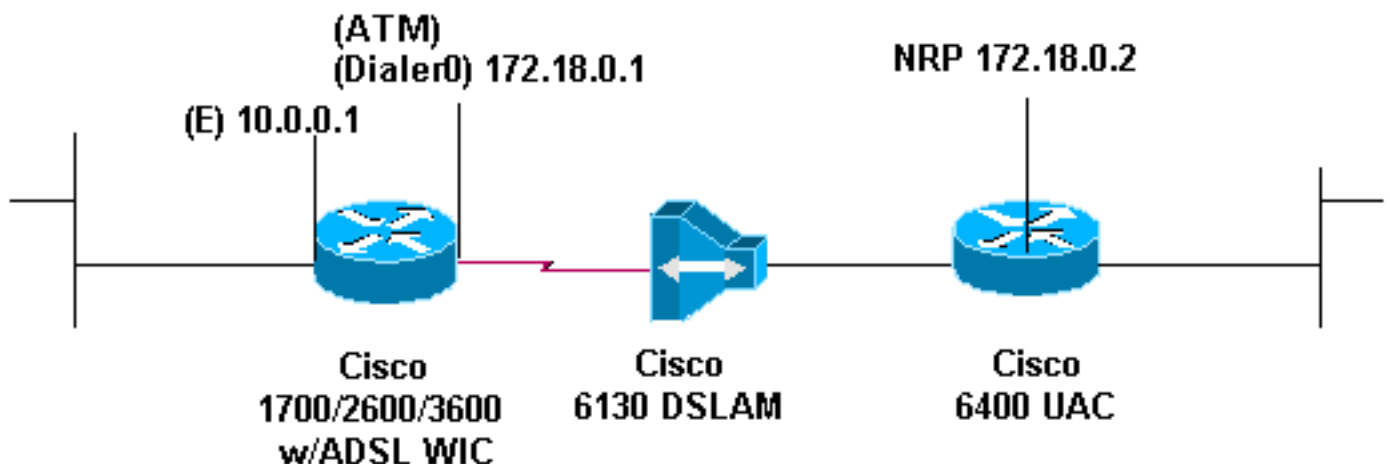 (ATM)
(Dialer0) 172.18.0.1
NRP 172.18.0.2
(E) 10.0.0.1
Cisco
1700/2600/3600
w/ADSL WIC
Cisco
6130 DSLAM
Cisco
6400 UAC